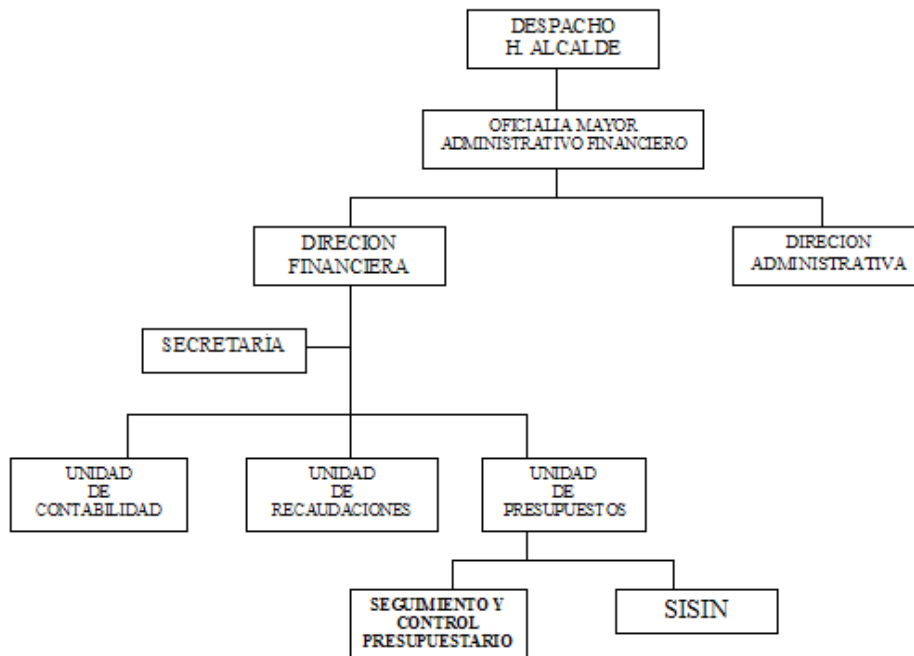 DESPACHO
H. ALCALDE
OFICIALIA MAYOR
ADMINISTRATIVO FINANCIERO
DIRECION
FINANCIERA
DIRECION
ADMINISTRATIVA
SECRETARÍA
UNIDAD
DE
CONTABILIDAD
UNIDAD
DE
RECAUDACIONES
UNIDAD
DE
PRESUPUESTOS
SEGUIMIENTO Y
CONTROL
PRESUPUESTARIO
SISIN